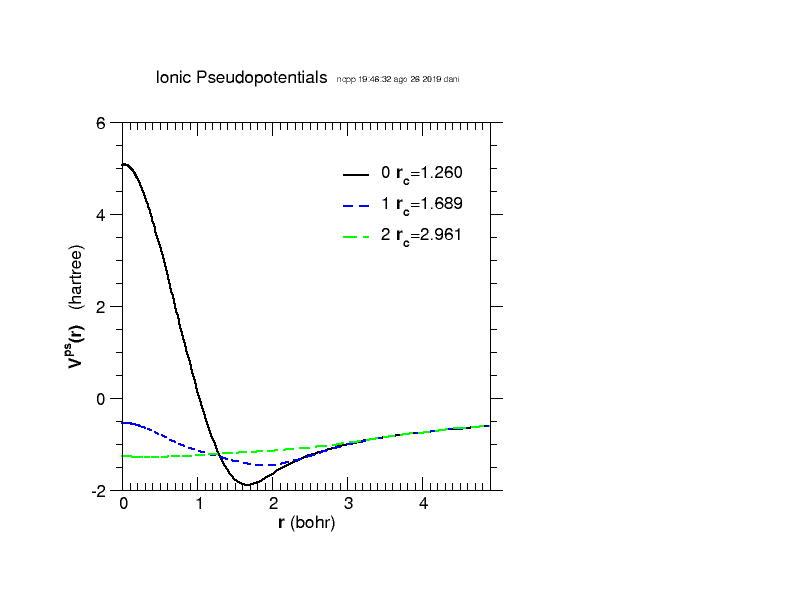 Ionic Pseudopotentials ncpp 19:46:32 ago 26 2019 dani
6
4
2
0
-2
V^ps(r) (hartree)
0 r_c=1.260
1 r_c=1.689
2 r_c=2.961
0 1 2 3 4
r (bohr)